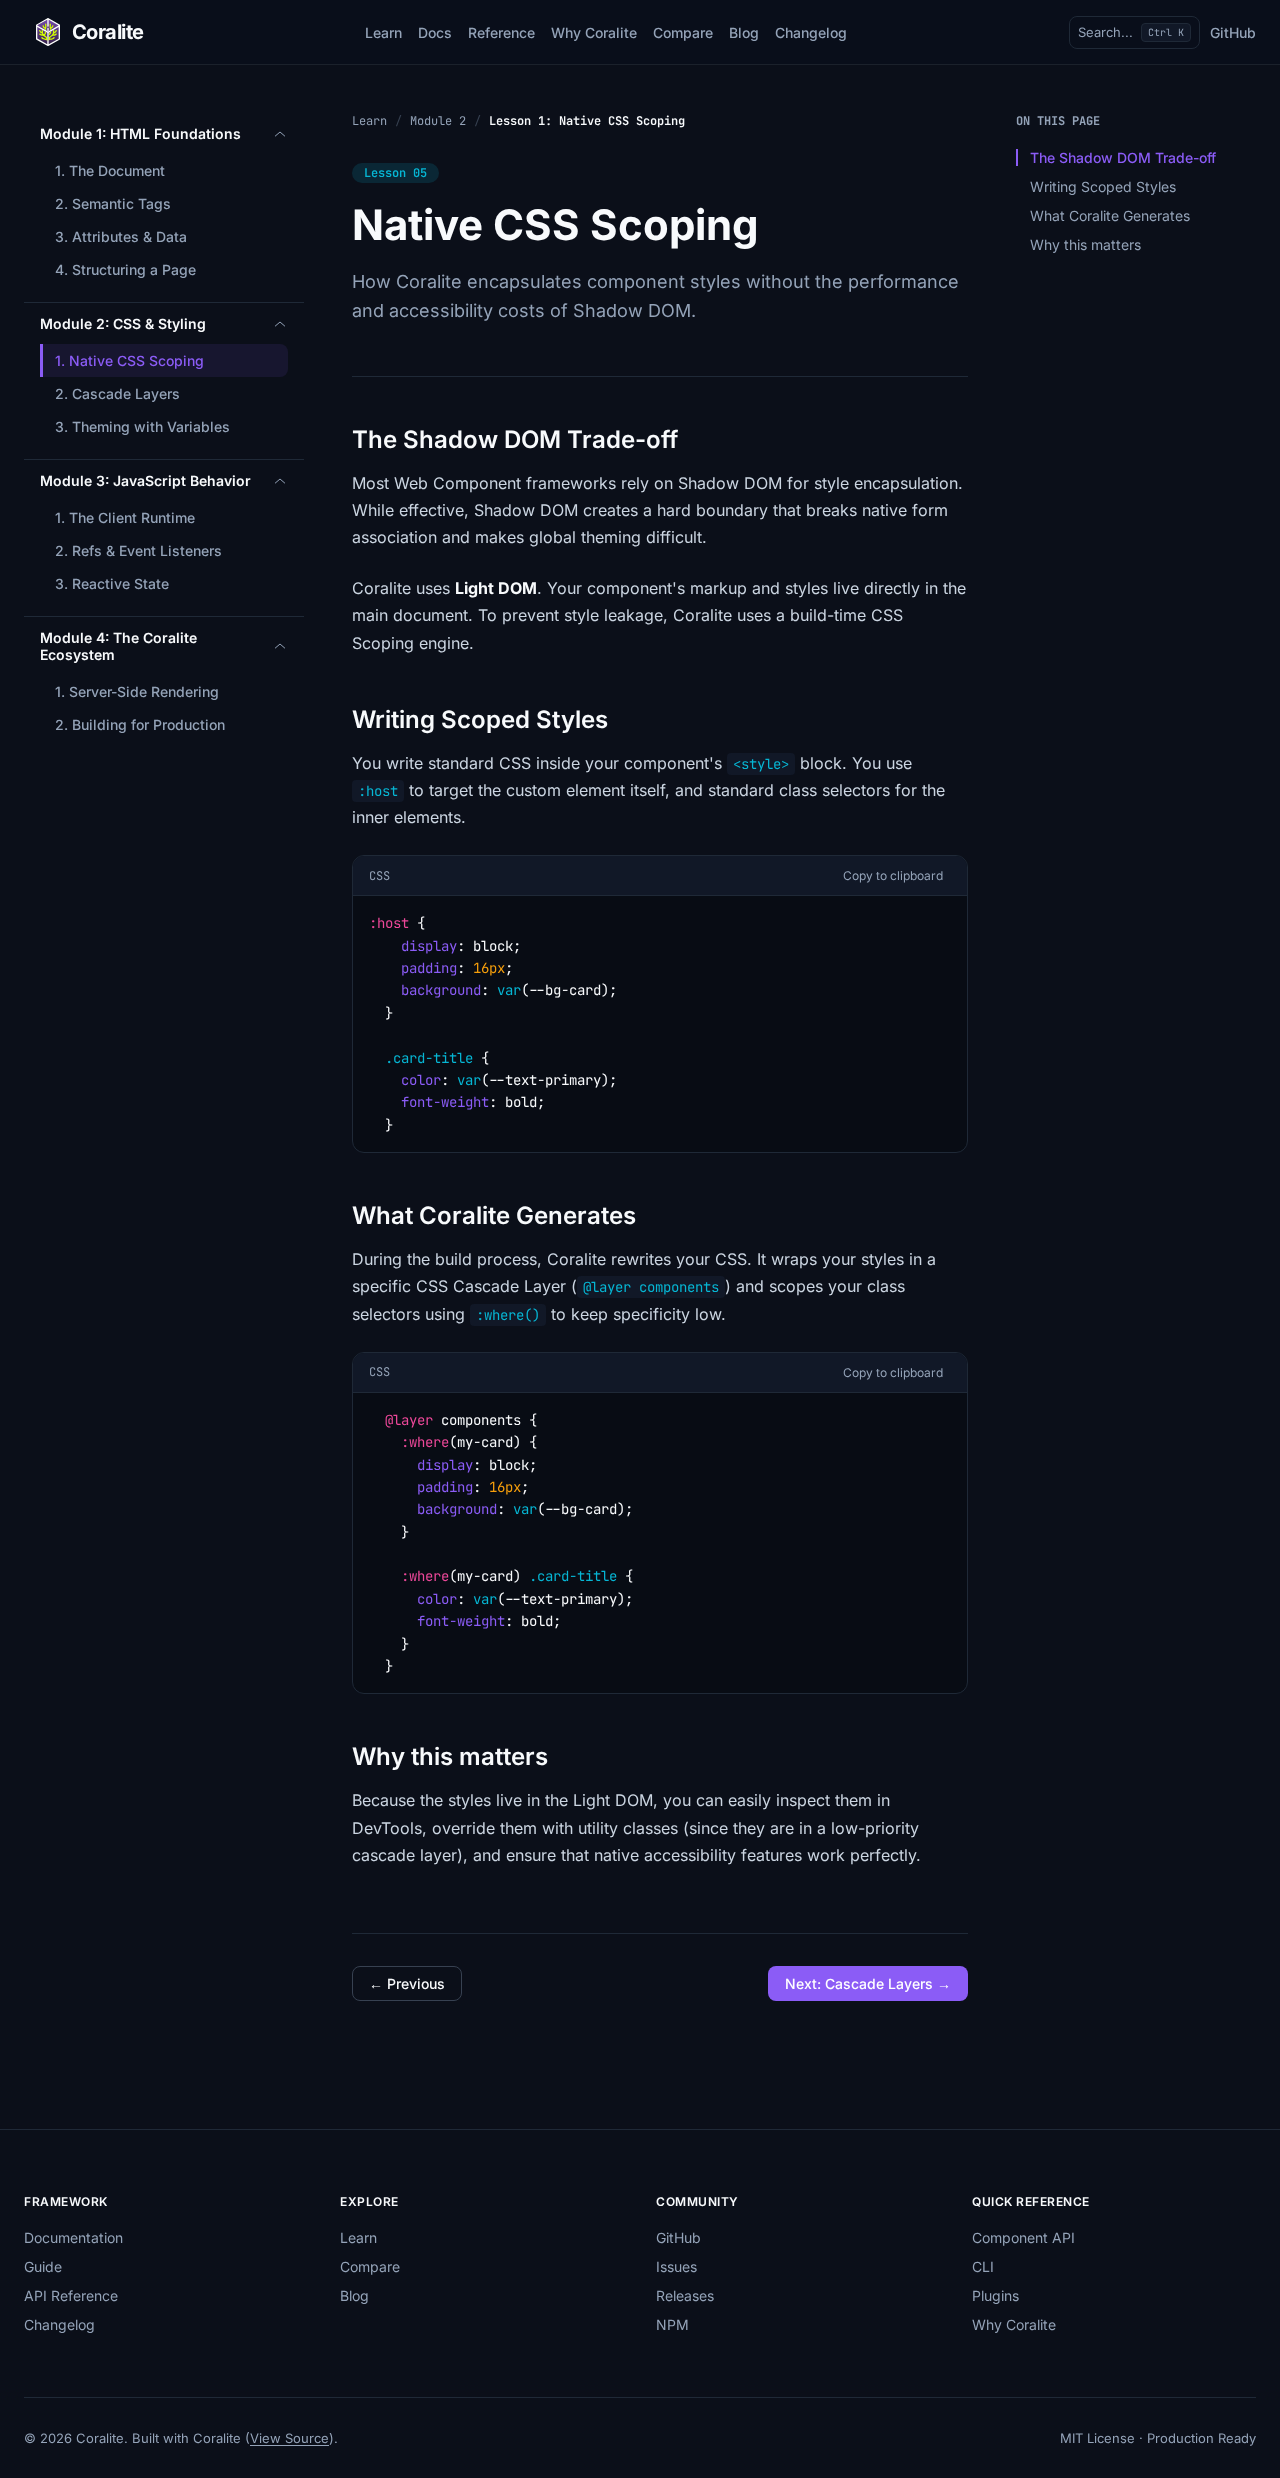 Coralite
Learn Docs Reference Why Coralite Compare Blog Changelog
Search... Ctrl K GitHub
Module 1: HTML Foundations
1. The Document
2. Semantic Tags
3. Attributes & Data
4. Structuring a Page
Module 2: CSS & Styling
1. Native CSS Scoping
2. Cascade Layers
3. Theming with Variables
Module 3: JavaScript Behavior
1. The Client Runtime
2. Refs & Event Listeners
3. Reactive State
Module 4: The Coralite
Ecosystem
1. Server-Side Rendering
2. Building for Production
Learn / Module 2 / Lesson 1: Native CSS Scoping
Lesson 05
Native CSS Scoping
How Coralite encapsulates component styles without the performance
and accessibility costs of Shadow DOM.
The Shadow DOM Trade-off
Most Web Component frameworks rely on Shadow DOM for style encapsulation.
While effective, Shadow DOM creates a hard boundary that breaks native form
association and makes global theming difficult.
Coralite uses Light DOM. Your component's markup and styles live directly in the
main document. To prevent style leakage, Coralite uses a build-time CSS
Scoping engine.
Writing Scoped Styles
You write standard CSS inside your component's <style> block. You use
:host to target the custom element itself, and standard class selectors for the
inner elements.
CSS Copy to clipboard
:host {
    display: block;
    padding: 16px;
    background: var(--bg-card);
  }
  .card-title {
    color: var(--text-primary);
    font-weight: bold;
  }
What Coralite Generates
During the build process, Coralite rewrites your CSS. It wraps your styles in a
specific CSS Cascade Layer ( @layer components ) and scopes your class
selectors using :where() to keep specificity low.
CSS Copy to clipboard
  @layer components {
    :where(my-card) {
      display: block;
      padding: 16px;
      background: var(--bg-card);
    }
    :where(my-card) .card-title {
      color: var(--text-primary);
      font-weight: bold;
    }
  }
Why this matters
Because the styles live in the Light DOM, you can easily inspect them in
DevTools, override them with utility classes (since they are in a low-priority
cascade layer), and ensure that native accessibility features work perfectly.
← Previous
Next: Cascade Layers →
ON THIS PAGE
The Shadow DOM Trade-off
Writing Scoped Styles
What Coralite Generates
Why this matters
FRAMEWORK
Documentation
Guide
API Reference
Changelog
EXPLORE
Learn
Compare
Blog
COMMUNITY
GitHub
Issues
Releases
NPM
QUICK REFERENCE
Component API
CLI
Plugins
Why Coralite
© 2026 Coralite. Built with Coralite (View Source).
MIT License · Production Ready